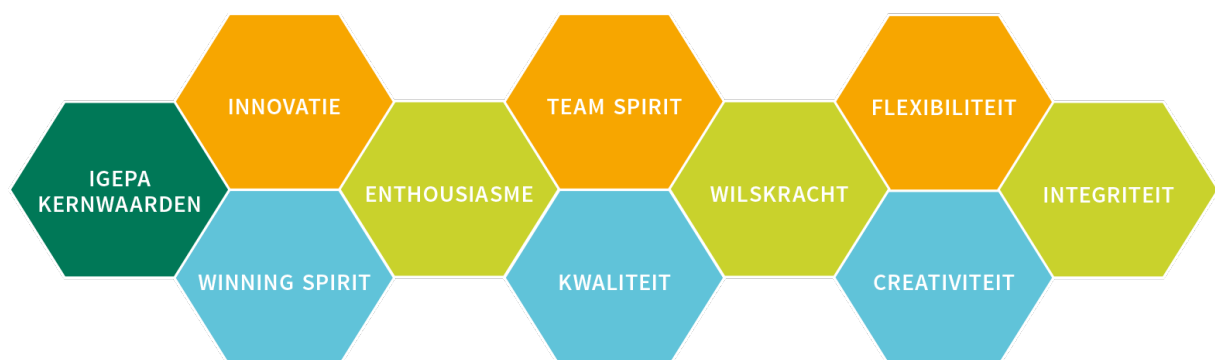 INNOVATIE
TEAM SPIRIT
FLEXIBILITEIT
IGEPA
KERNWAARDEN
ENTHOUSIASME
WILSKRACHT
INTEGRITEIT
WINNING SPIRIT
KWALITEIT
CREATIVITEIT